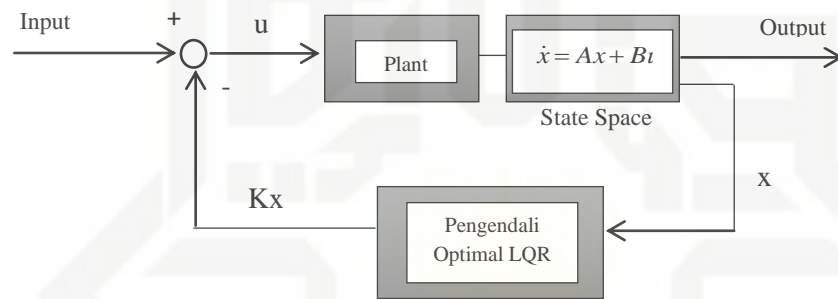 Input
+
u
Plant
ẋ = Ax + Bι
State Space
Output
-
Kx
x
Pengendali
Optimal LQR